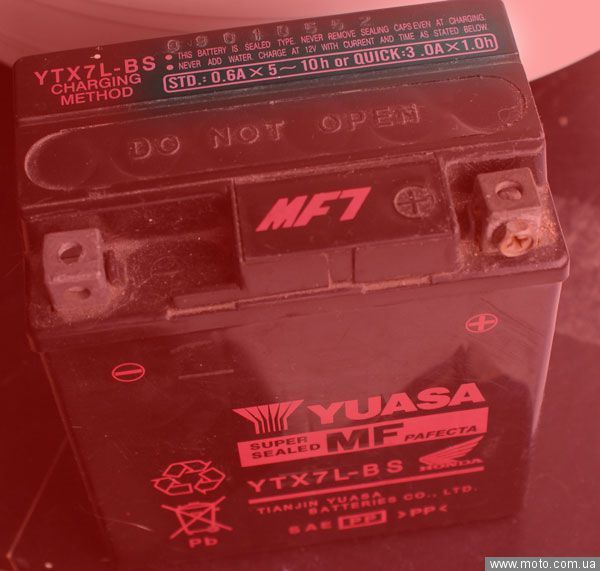 09010552
YTX7L-BS
CHARGING
METHOD
• THIS BATTERY IS SEALED TYPE NEVER REMOVE SEALING CAPS EVEN AT CHARGING.
• NEVER ADD WATER. CHARGE AT 12V WITH CURRENT AND TIME AS STATED BELOW.
STD.: 0.6A×5~10h or QUICK:3.0A×1.0h
DO NOT OPEN
MF7
YUASA
SUPER
SEALED
MF
PAFECTA
YTX7L-BS
HONDA
TIANJIN YUASA
BATTERIES CO., LTD.
Pb
SAE PP >PP<
www.moto.com.ua